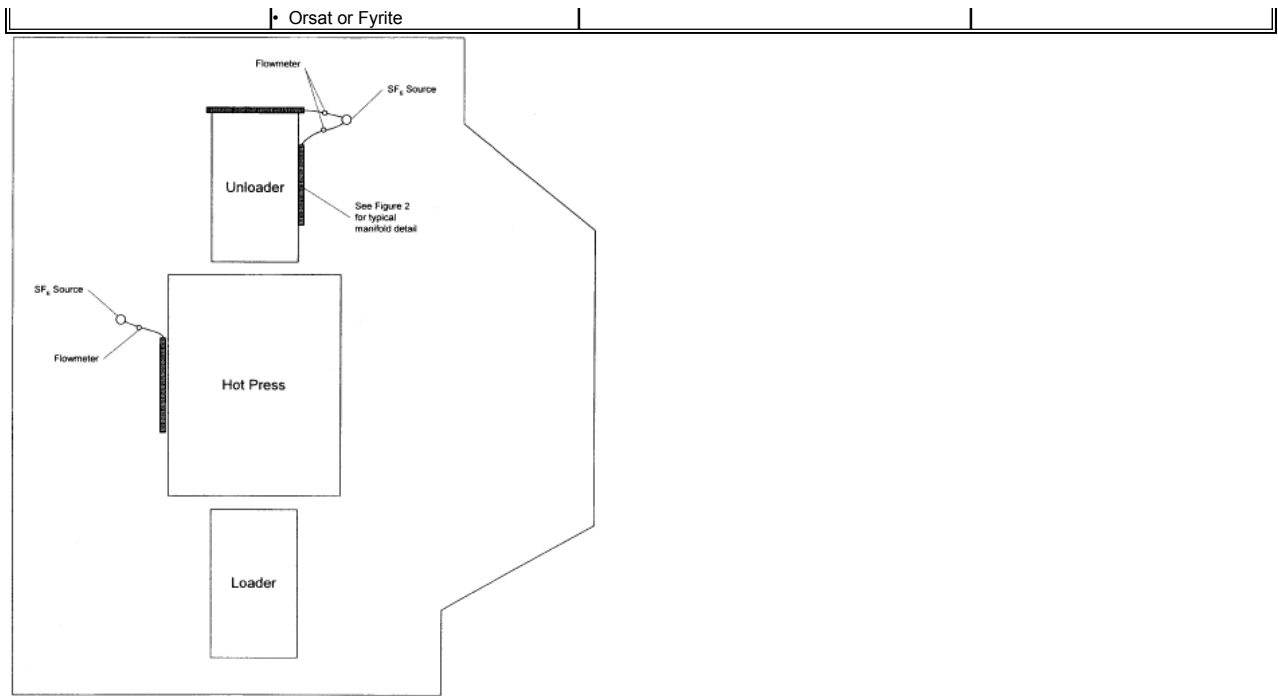 • Orsat or Fyrite
Flowmeter
SF₆ Source
Unloader
See Figure 2
for typical
manifold detail
SF₆ Source
Flowmeter
Hot Press
Loader